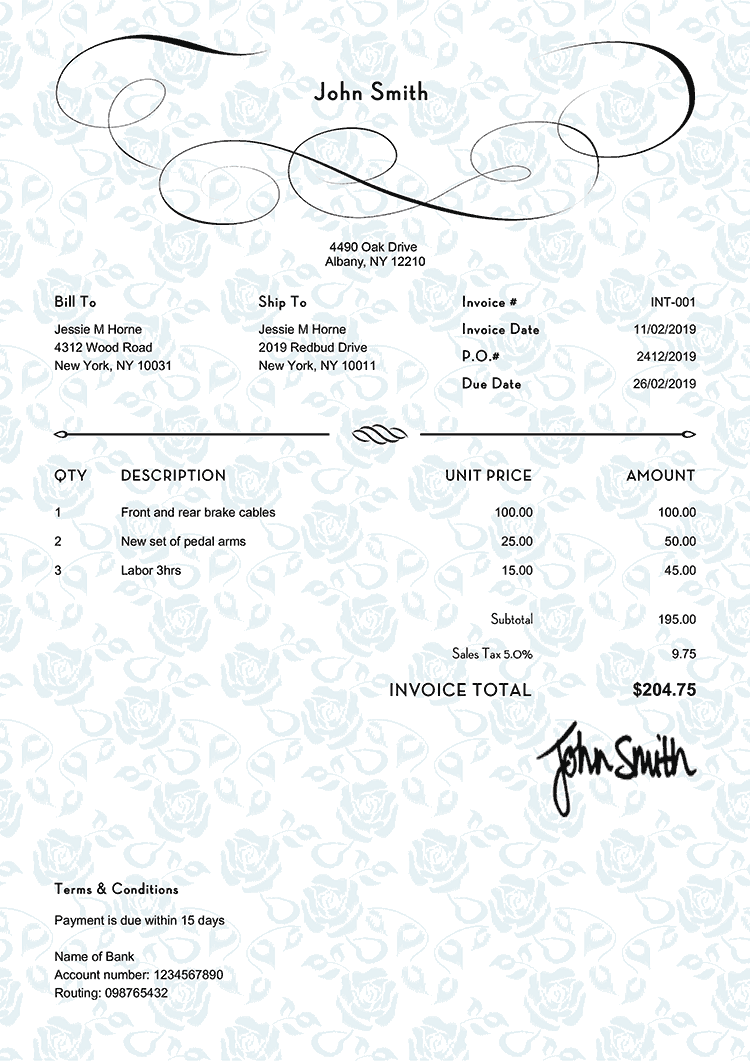 John Smith
4490 Oak Drive
Albany, NY 12210
Bill To
Jessie M Horne
4312 Wood Road
New York, NY 10031
Ship To
Jessie M Horne
2019 Redbud Drive
New York, NY 10011
Invoice # INT-001
Invoice Date 11/02/2019
P.O.# 2412/2019
Due Date 26/02/2019
QTY DESCRIPTION UNIT PRICE AMOUNT
1 Front and rear brake cables 100.00 100.00
2 New set of pedal arms 25.00 50.00
3 Labor 3hrs 15.00 45.00
Subtotal 195.00
Sales Tax 5.0% 9.75
INVOICE TOTAL $204.75
John Smith
Terms & Conditions
Payment is due within 15 days
Name of Bank
Account number: 1234567890
Routing: 098765432